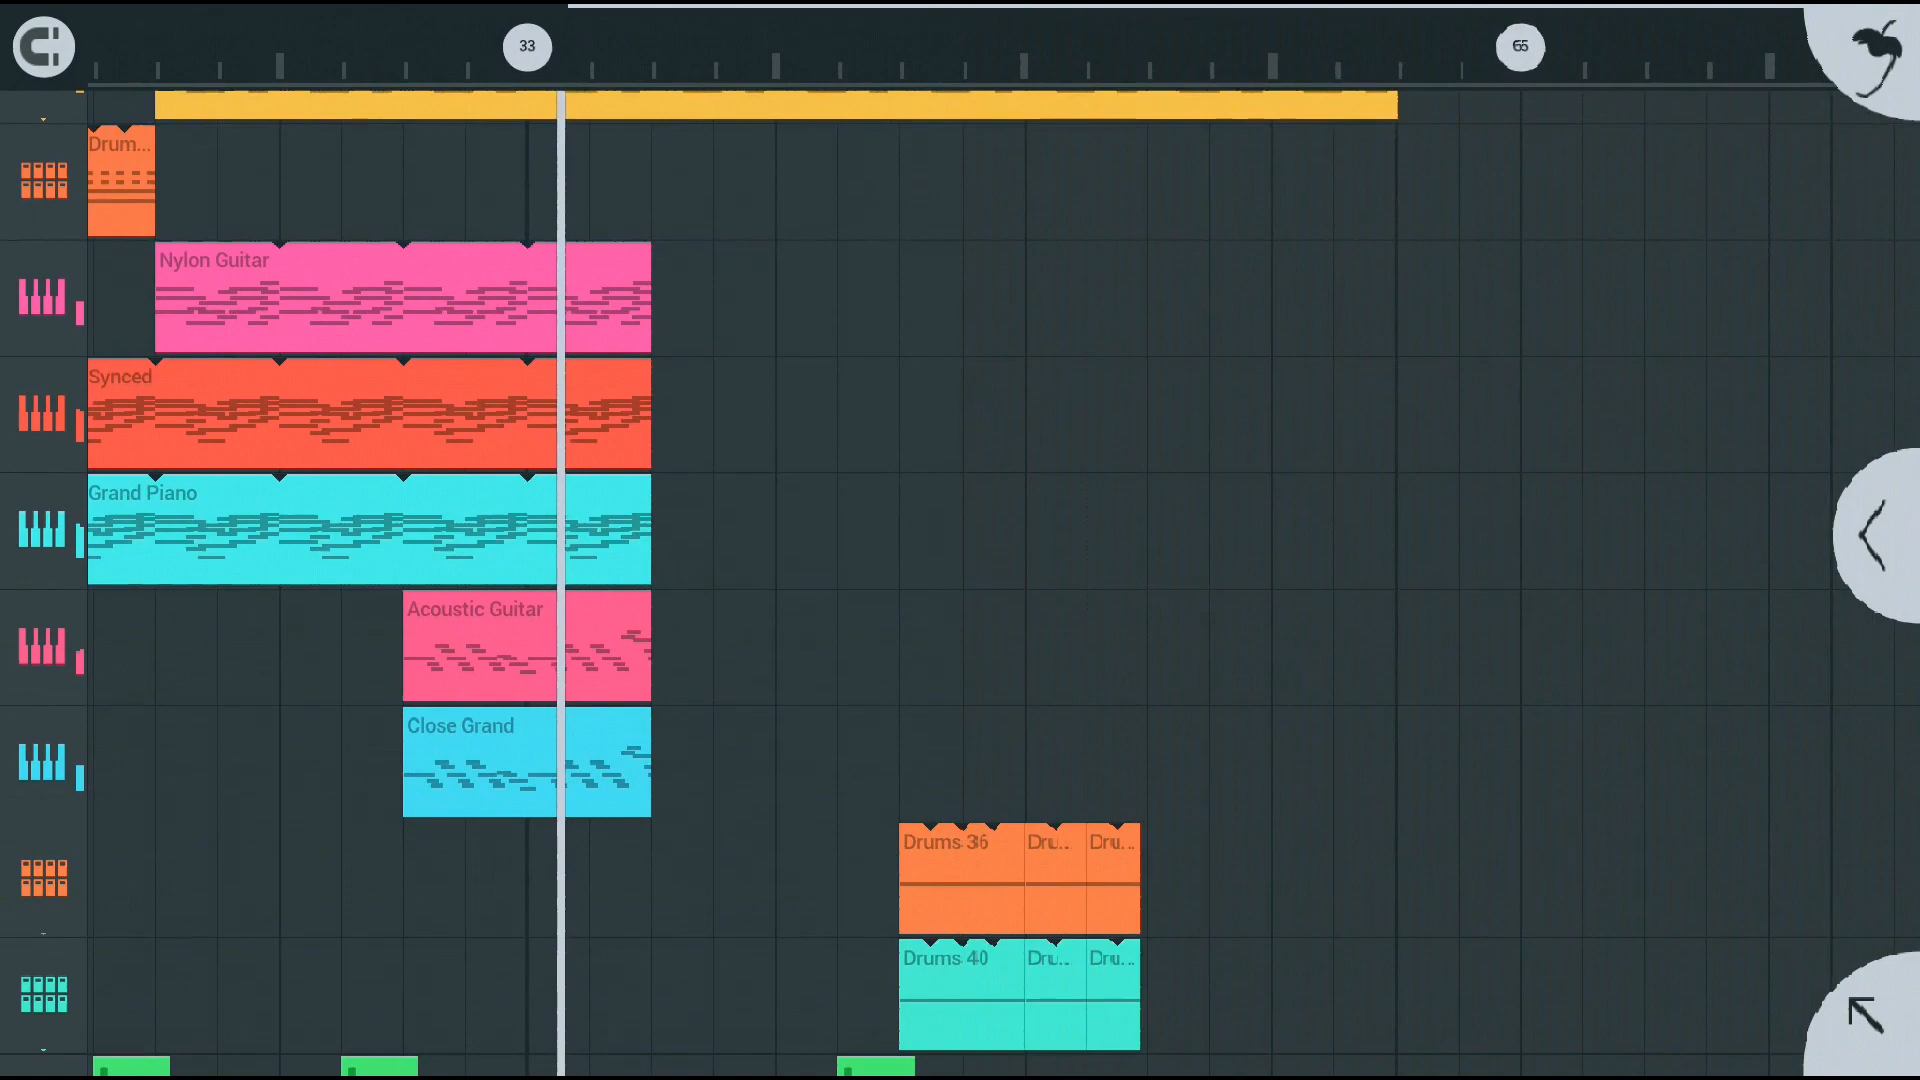 33
65
Drum...
Nylon Guitar
Synced
Grand Piano
Acoustic Guitar
Close Grand
Drums 36
Dru...
Dru...
Drums 40
Dru...
Dru...